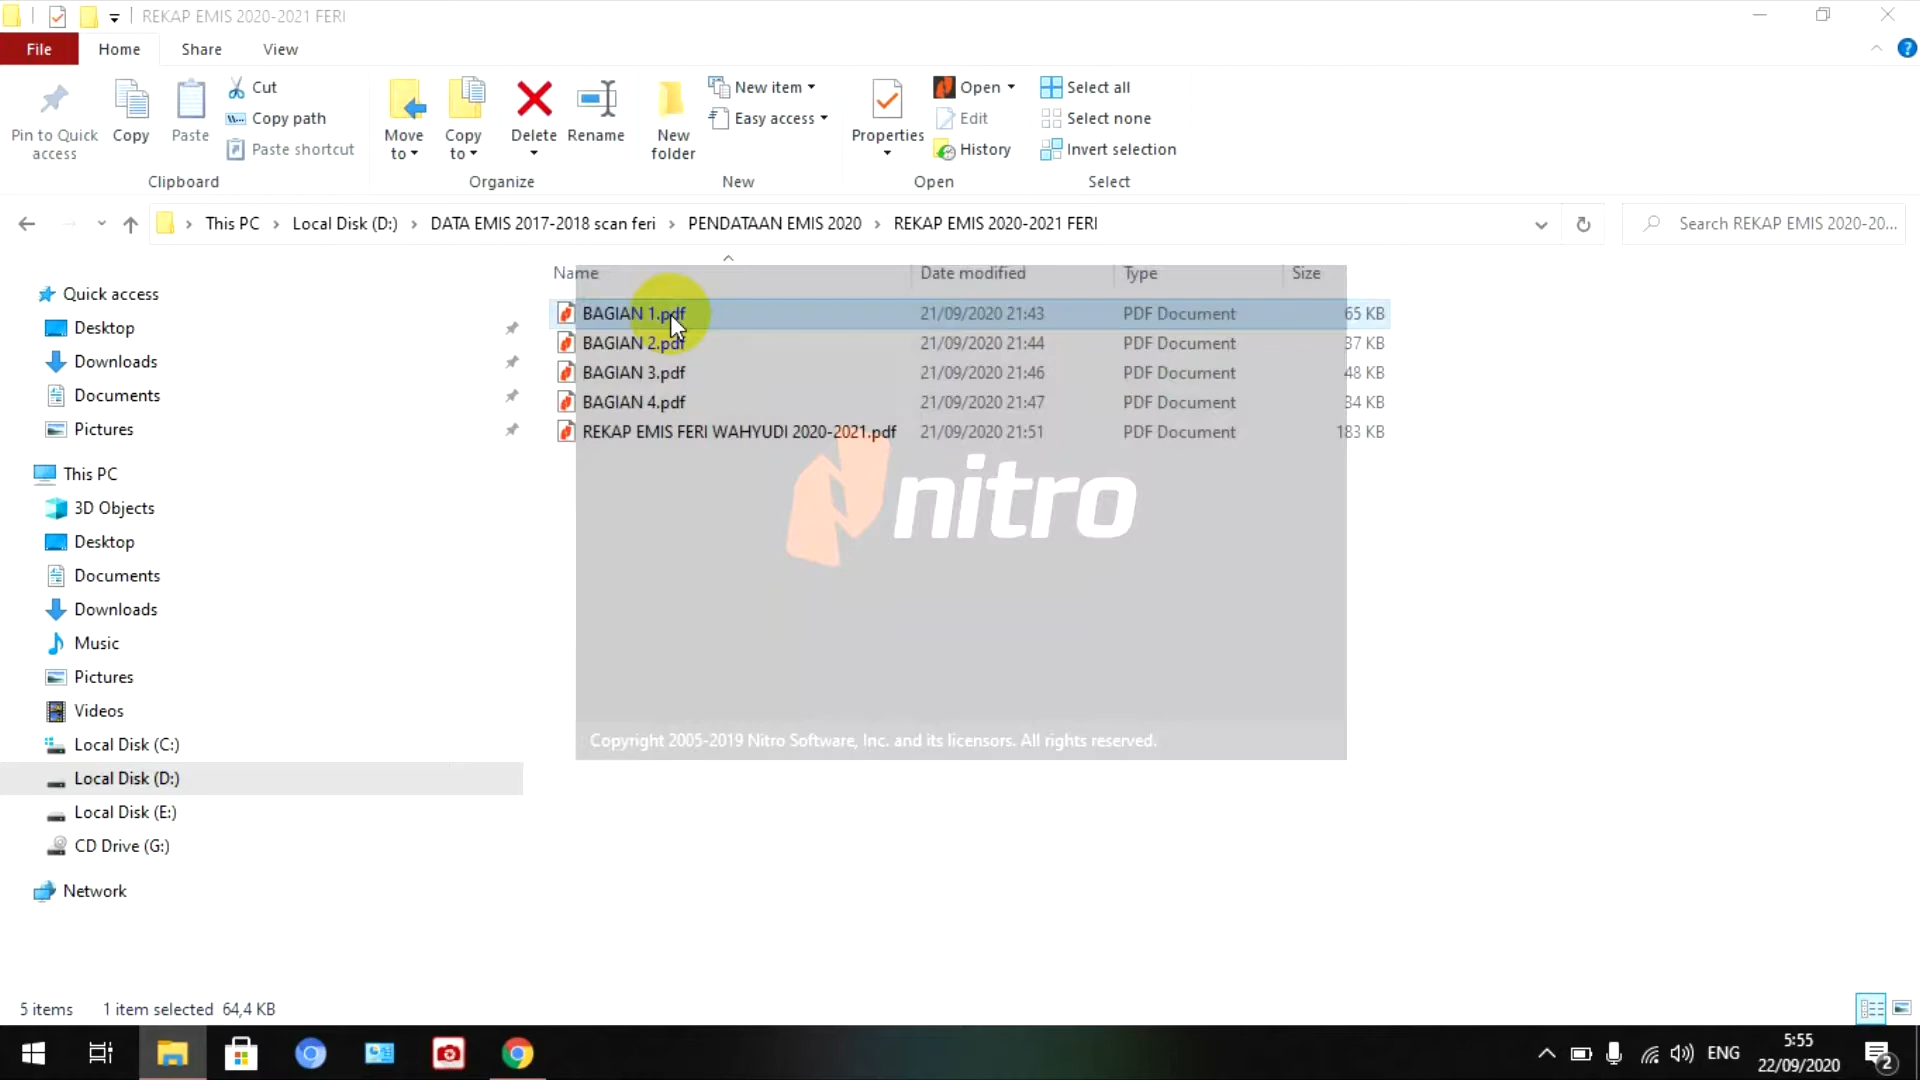 REKAP EMIS 2020-2021 FERI
File Home Share View
Pin to Quick access
Copy
Paste
Cut
Copy path
Paste shortcut
Clipboard
Move to
Copy to
Delete
Rename
Organize
New folder
New item
Easy access
New
Properties
Open
Edit
History
Open
Select all
Select none
Invert selection
Select
This PC › Local Disk (D:) › DATA EMIS 2017-2018 scan feri › PENDATAAN EMIS 2020 › REKAP EMIS 2020-2021 FERI
Search REKAP EMIS 2020-20...
Quick access
Desktop
Downloads
Documents
Pictures
This PC
3D Objects
Desktop
Documents
Downloads
Music
Pictures
Videos
Local Disk (C:)
Local Disk (D:)
Local Disk (E:)
CD Drive (G:)
Network
Name Date modified Type Size
BAGIAN 1.pdf 21/09/2020 21:43 PDF Document 65 KB
BAGIAN 2.pdf 21/09/2020 21:44 PDF Document 37 KB
BAGIAN 3.pdf 21/09/2020 21:46 PDF Document 48 KB
BAGIAN 4.pdf 21/09/2020 21:47 PDF Document 34 KB
REKAP EMIS FERI WAHYUDI 2020-2021.pdf 21/09/2020 21:51 PDF Document 183 KB
nitro
Copyright 2005-2019 Nitro Software, Inc. and its licensors. All rights reserved.
5 items 1 item selected 64,4 KB
ENG
5:55
22/09/2020
2